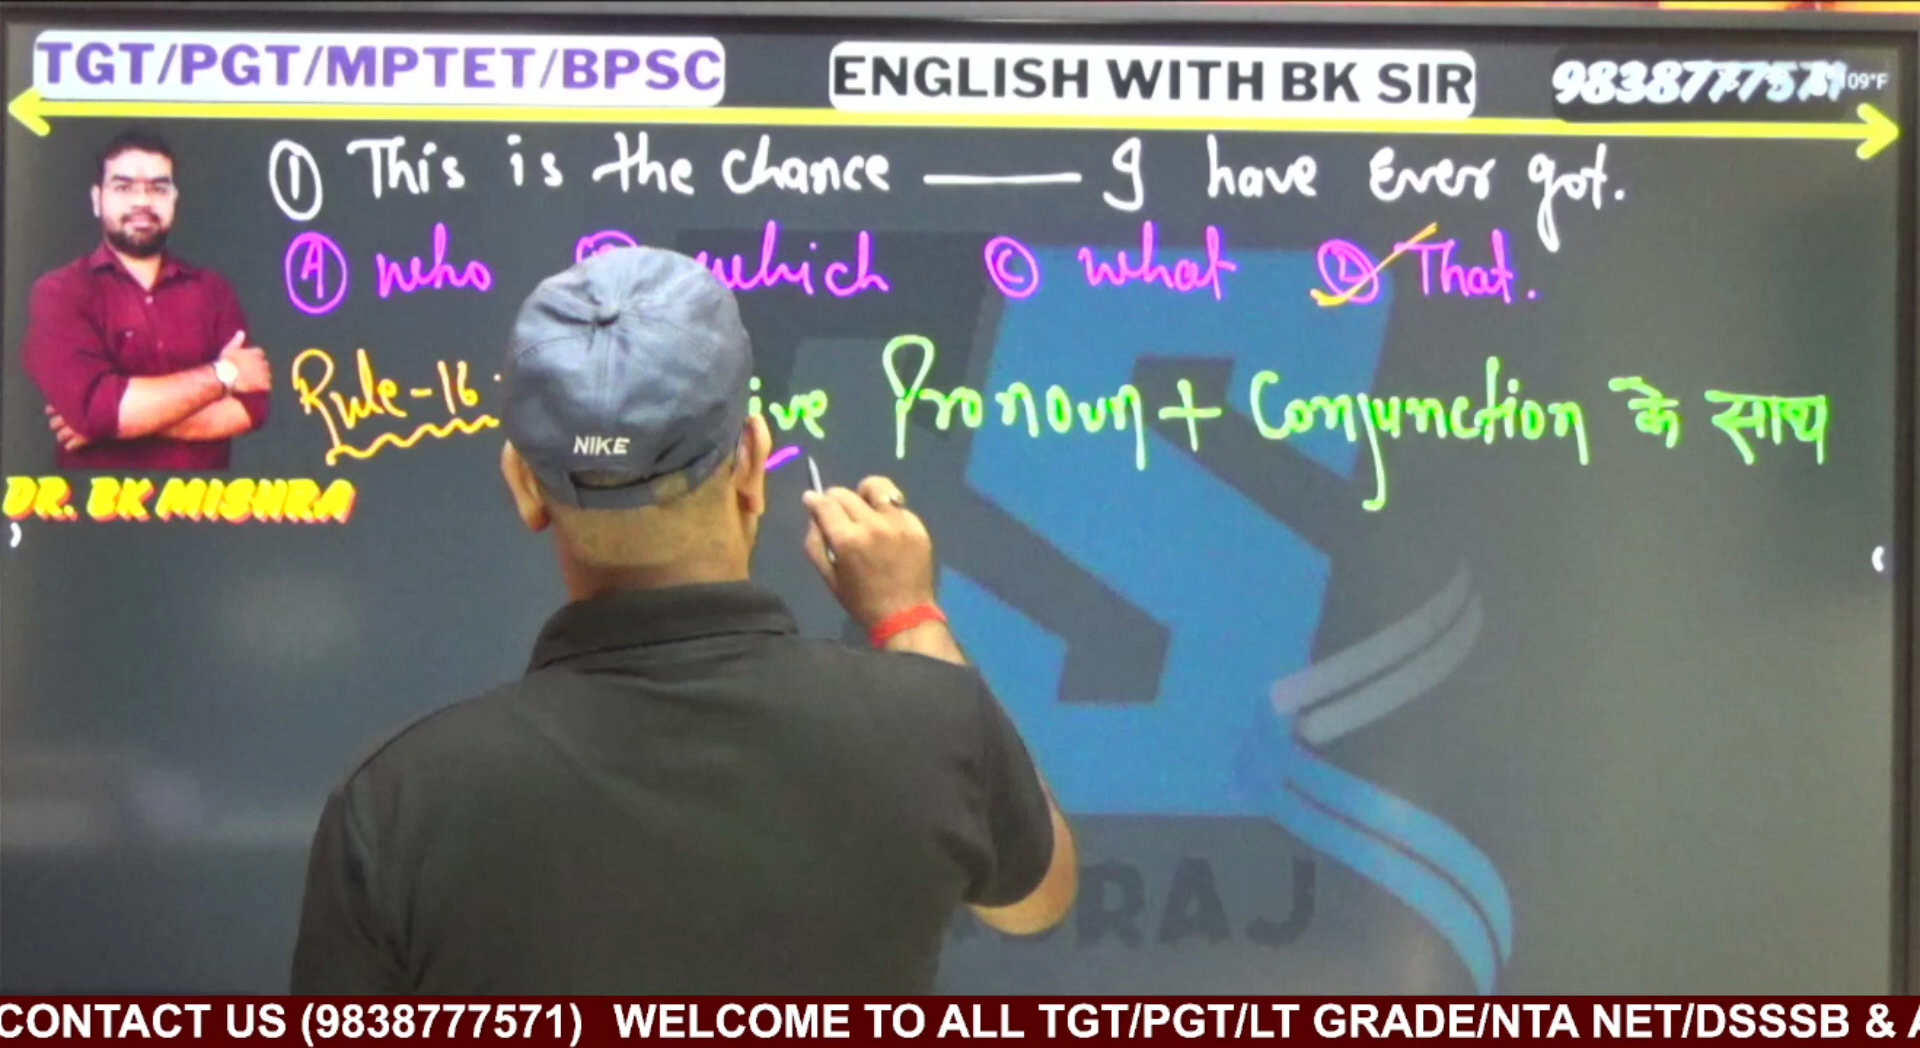 TGT/PGT/MPTET/BPSC ENGLISH WITH BK SIR 9838777571 09°F
① This is the chance —— I have Ever got.
Ⓐ who which Ⓒ what Ⓓ That.
Rule-16 ive Pronoun + Conjunction के साथ
NIKE
DR. BK MISHRA
RAJ
CONTACT US (9838777571) WELCOME TO ALL TGT/PGT/LT GRADE/NTA NET/DSSSB &